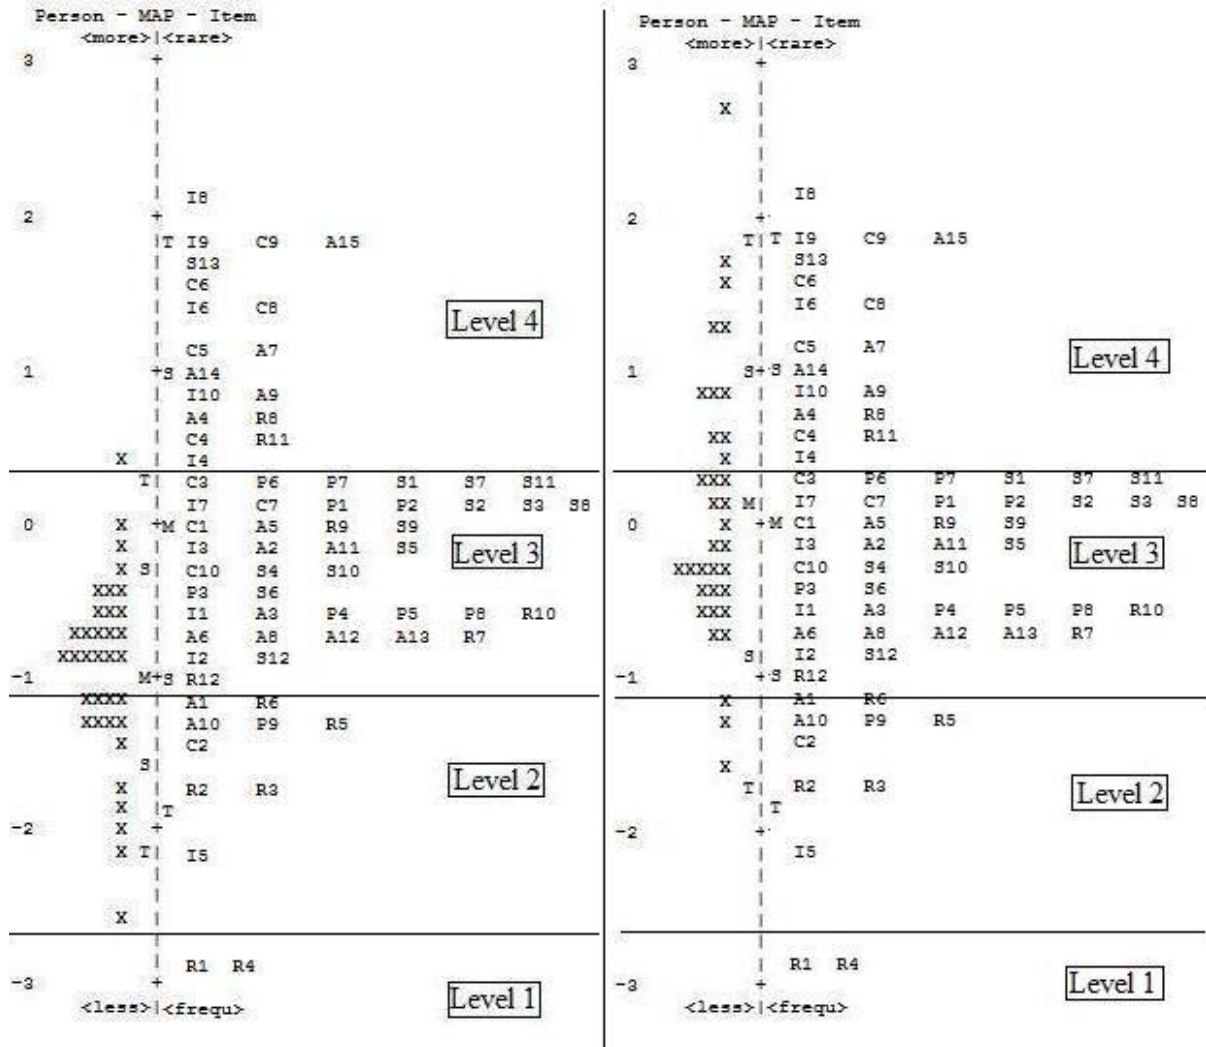 Person - MAP - Item
<more>|<rare>
3 +
|
|
|
|
|
| I8
2 +
|T I9 C9 A15
| S13
| C6
| I6 C8
Level 4
| C5 A7
1 +S A14
| I10 A9
| A4 R8
| C4 R11
X | I4
T| C3 P6 P7 S1 S7 S11
| I7 C7 P1 P2 S2 S3 S8
0 X +M C1 A5 R9 S9
X | I3 A2 A11 S5
Level 3
X S| C10 S4 S10
XXX | P3 S6
XXX | I1 A3 P4 P5 P8 R10
XXXXX | A6 A8 A12 A13 R7
XXXXXX | I2 S12
-1 M+S R12
XXXX | A1 R6
XXXX | A10 P9 R5
X | C2
S|
Level 2
X | R2 R3
X |T
-2 X +
X T| I5
|
X |
|
| R1 R4
-3 +
Level 1
<less>|<frequ>
Person - MAP - Item
<more>|<rare>
3 +
|
X |
|
|
|
| I8
2 +
T|T I9 C9 A15
X | S13
X | C6
| I6 C8
XX |
| C5 A7
Level 4
1 S+S A14
XXX | I10 A9
| A4 R8
XX | C4 R11
X | I4
XXX | C3 P6 P7 S1 S7 S11
XX M| I7 C7 P1 P2 S2 S3 S8
0 X +M C1 A5 R9 S9
XX | I3 A2 A11 S5
Level 3
XXXXX | C10 S4 S10
XXX | P3 S6
XXX | I1 A3 P4 P5 P8 R10
XX | A6 A8 A12 A13 R7
S| I2 S12
-1 +S R12
X | A1 R6
X | A10 P9 R5
| C2
X |
T| R2 R3
Level 2
|T
-2 +
| I5
|
|
|
| R1 R4
-3 +
Level 1
<less>|<frequ>